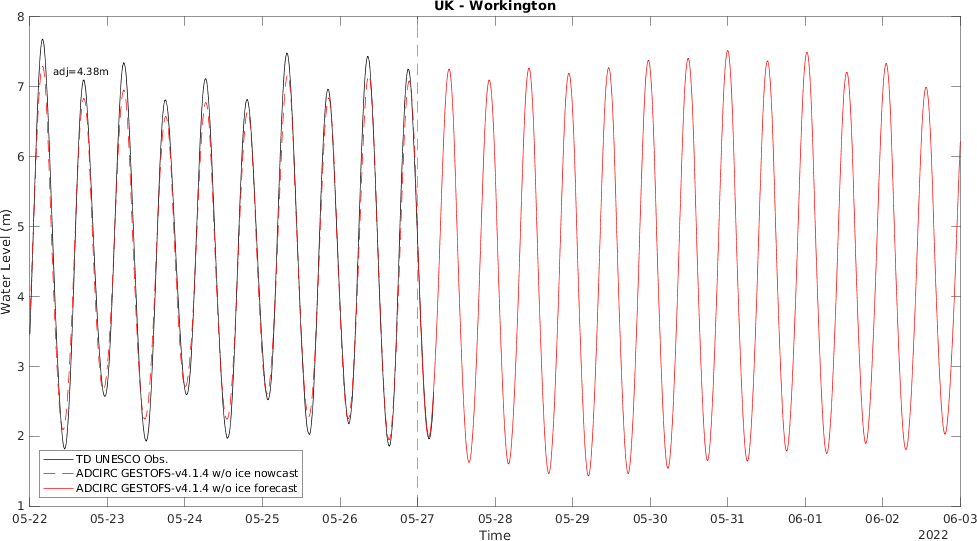 UK - Workington
8
7
6
5
4
3
2
1
Water Level (m)
adj=4.38m
TD UNESCO Obs.
ADCIRC GESTOFS-v4.1.4 w/o ice nowcast
ADCIRC GESTOFS-v4.1.4 w/o ice forecast
05-22 05-23 05-24 05-25 05-26 05-27 05-28 05-29 05-30 05-31 06-01 06-02 06-03
Time
2022